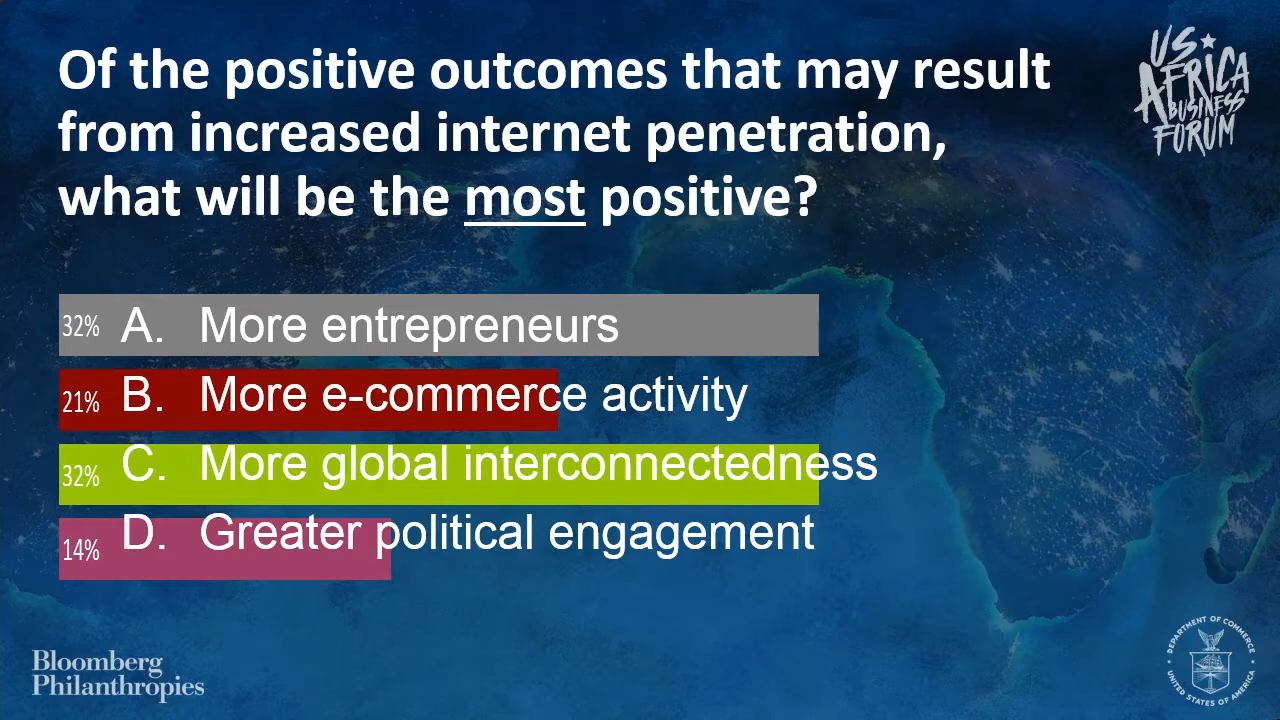 Of the positive outcomes that may result
from increased internet penetration,
what will be the most positive?
US AFRICA
BUSINESS
FORUM
32% A. More entrepreneurs
21% B. More e-commerce activity
32% C. More global interconnectedness
14% D. Greater political engagement
Bloomberg
Philanthropies
DEPARTMENT OF COMMERCE
UNITED STATES OF AMERICA